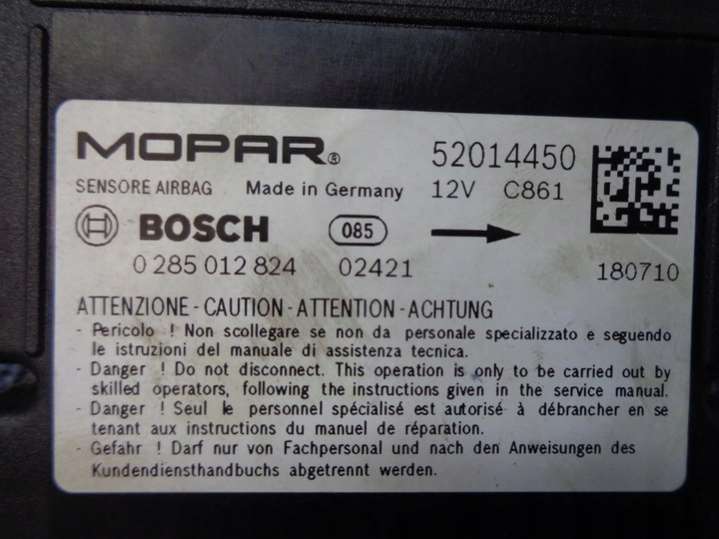 MOPAR® 52014450
SENSORE AIRBAG Made in Germany 12V C861
BOSCH 085
0 285 012 824 02421 180710
ATTENZIONE - CAUTION - ATTENTION - ACHTUNG
- Pericolo ! Non scollegare se non da personale specializzato e seguendo
le istruzioni del manuale di assistenza tecnica.
- Danger ! Do not disconnect. This operation is only to be carried out by
skilled operators, following the instructions given in the service manual.
- Danger ! Seul le personnel spécialisé est autorisé à débrancher en se
tenant aux instructions du manuel de réparation.
- Gefahr ! Darf nur von Fachpersonal und nach den Anweisungen des
Kundendiensthandbuchs abgetrennt werden.